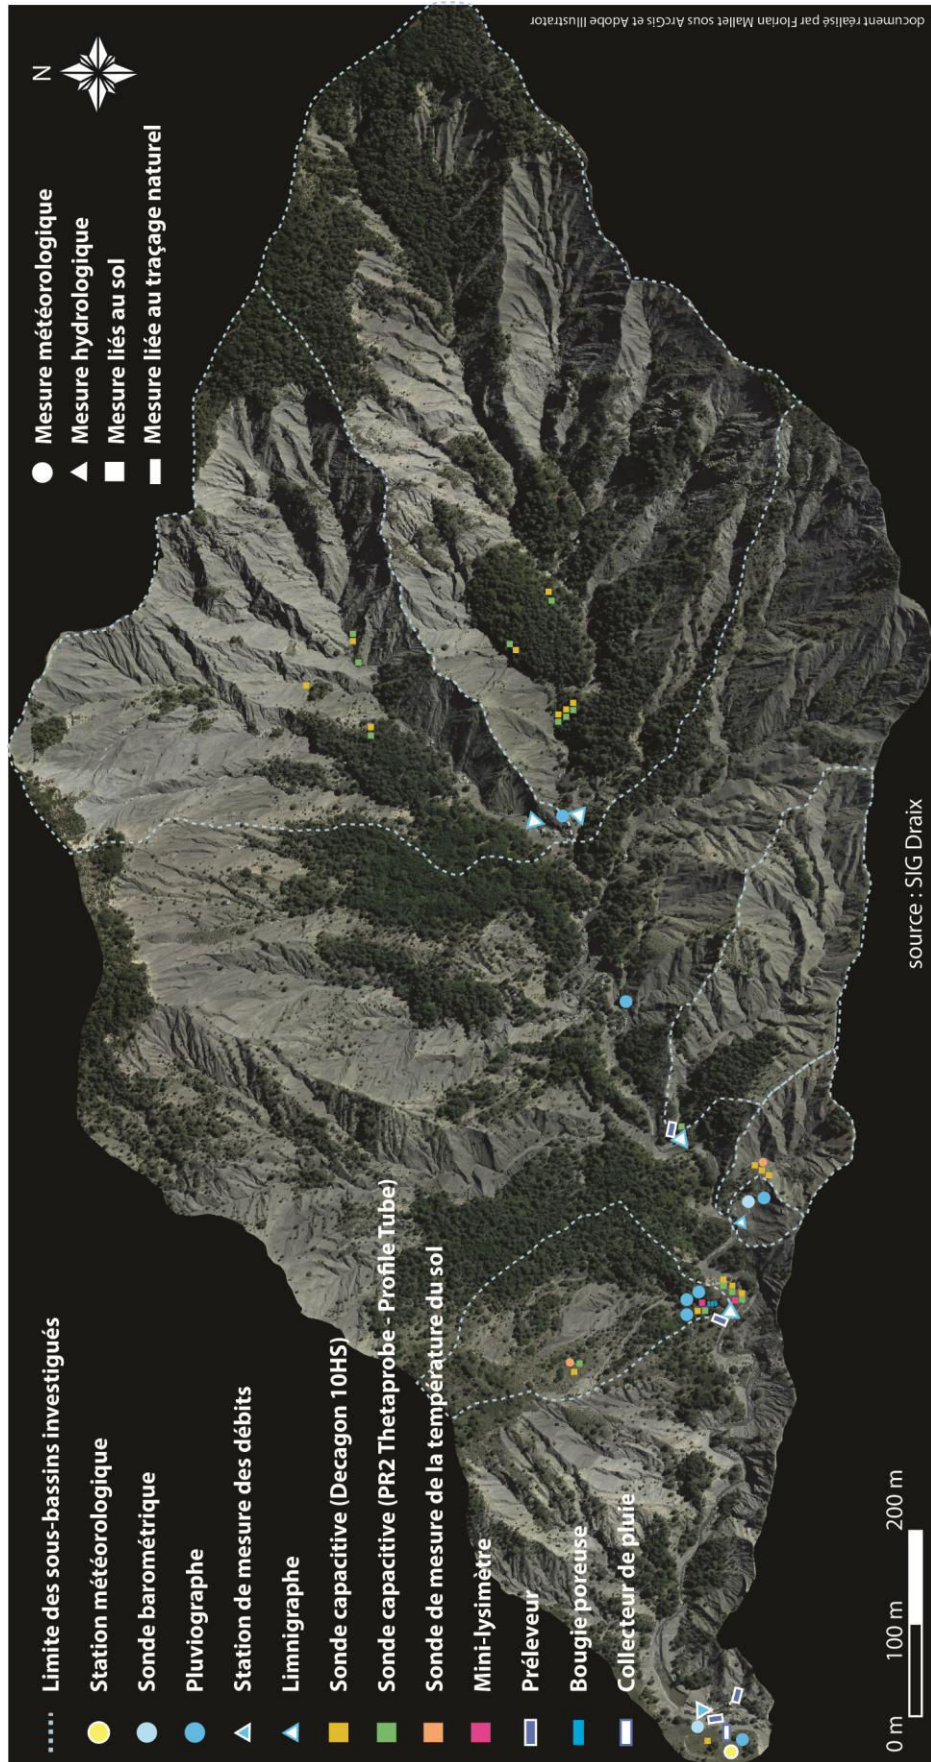 Limite des sous-bassins investigués
Station météorologique
Sonde barométrique
Pluviographe
Station de mesure des débits
Limnigraphe
Sonde capacitive (Decagon 10HS)
Sonde capacitive (PR2 Thetaprobe - Profile Tube)
Sonde de mesure de la température du sol
Mini-lysimètre
Préleveur
Bougie poreuse
Collecteur de pluie
0 m 100 m 200 m
N
Mesure météorologique
Mesure hydrologique
Mesure liés au sol
Mesure liée au traçage naturel
source : SIG Draix
document réalisé par Florian Mallet sous ArcGis et Adobe Illustrator